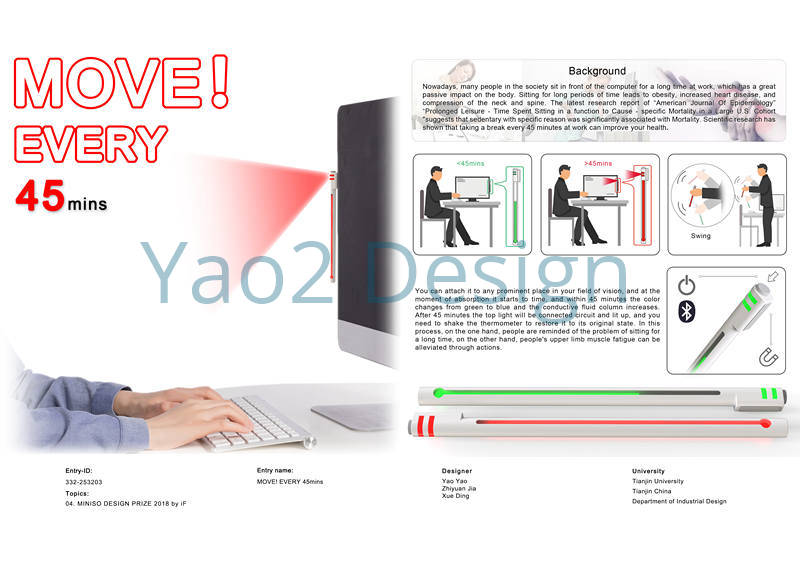 MOVE!
EVERY
45mins
Background
Nowadays, many people in the society sit in front of the computer for a long time at work, which has a great
passive impact on the body. Sitting for long periods of time leads to obesity, increased heart disease, and
compression of the neck and spine. The latest research report of "American Journal Of Epidemiology"
"Prolonged Leisure - Time Spent Sitting in a function to Cause - specific Mortality in a Large U.S. Cohort
"suggests that sedentary with specific reason was significantly associated with Mortality. Scientific research has
shown that taking a break every 45 minutes at work can improve your health.
<45mins
>45mins
Swing
Yao2 Design
You can attach it to any prominent place in your field of vision, and at the
moment of absorption it starts to time, and within 45 minutes the color
changes from green to blue and the conductive fluid column increases.
After 45 minutes the top light will be connected circuit and lit up, and you
need to shake the thermometer to restore it to its original state. In this
process, on the one hand, people are reminded of the problem of sitting for
a long time, on the other hand, people's upper limb muscle fatigue can be
alleviated through actions.
Entry-ID:
332-253203
Topics:
04. MINISO DESIGN PRIZE 2018 by iF
Entry name:
MOVE! EVERY 45mins
Designer
Yao Yao
Zhiyuan Jia
Xue Ding
University
Tianjin University
Tianjin China
Department of Industrial Design